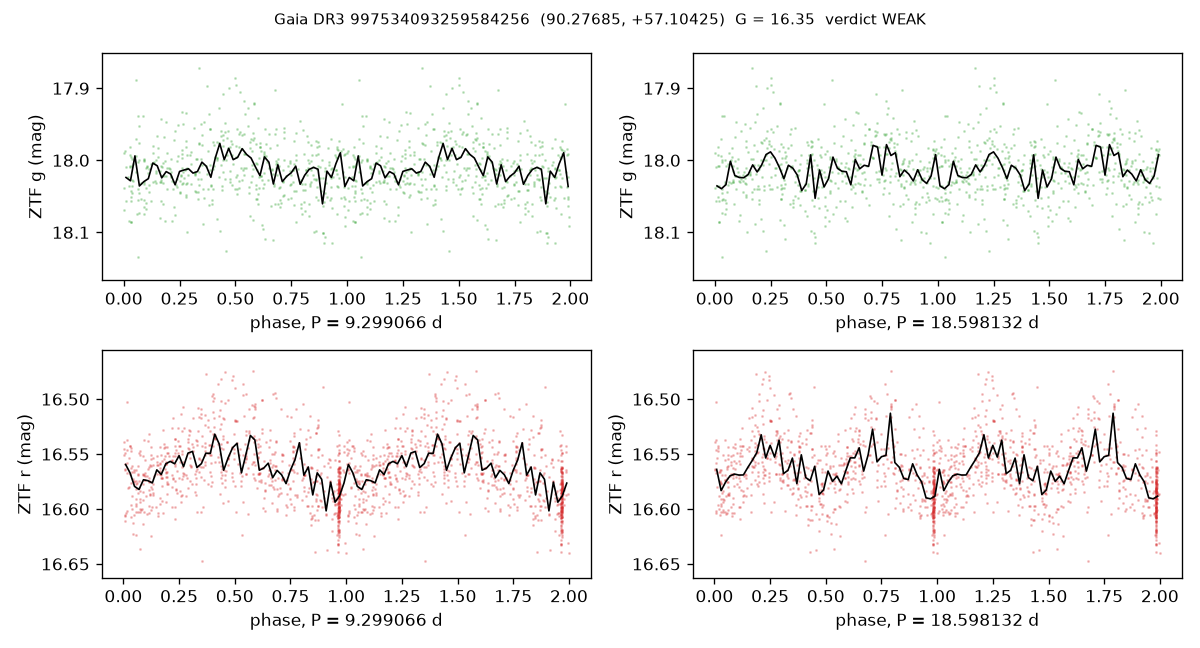 Gaia DR3 997534093259584256  (90.27685, +57.10425)  G = 16.35  verdict WEAK
ZTF g (mag)
17.9
18.0
18.1
0.00 0.25 0.50 0.75 1.00 1.25 1.50 1.75 2.00
phase, P = 9.299066 d
ZTF g (mag)
17.9
18.0
18.1
0.00 0.25 0.50 0.75 1.00 1.25 1.50 1.75 2.00
phase, P = 18.598132 d
ZTF r (mag)
16.50
16.55
16.60
16.65
0.00 0.25 0.50 0.75 1.00 1.25 1.50 1.75 2.00
phase, P = 9.299066 d
ZTF r (mag)
16.50
16.55
16.60
16.65
0.00 0.25 0.50 0.75 1.00 1.25 1.50 1.75 2.00
phase, P = 18.598132 d